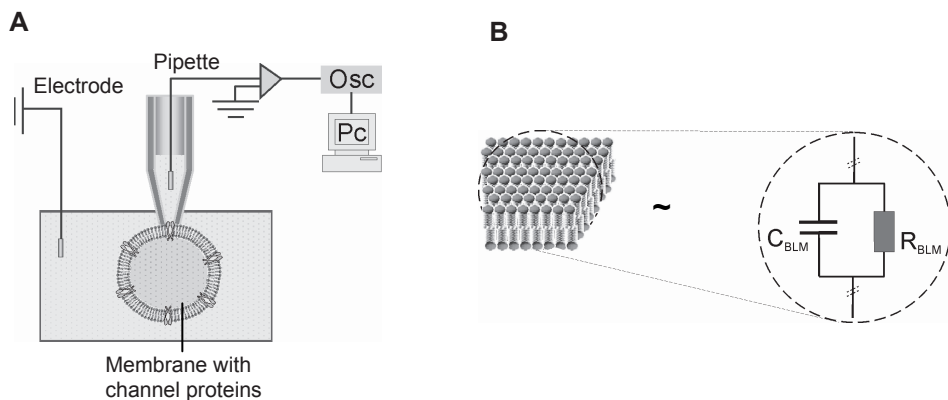 A
Pipette
Electrode
Osc
Pc
Membrane with
channel proteins
B
~
C_BLM
R_BLM